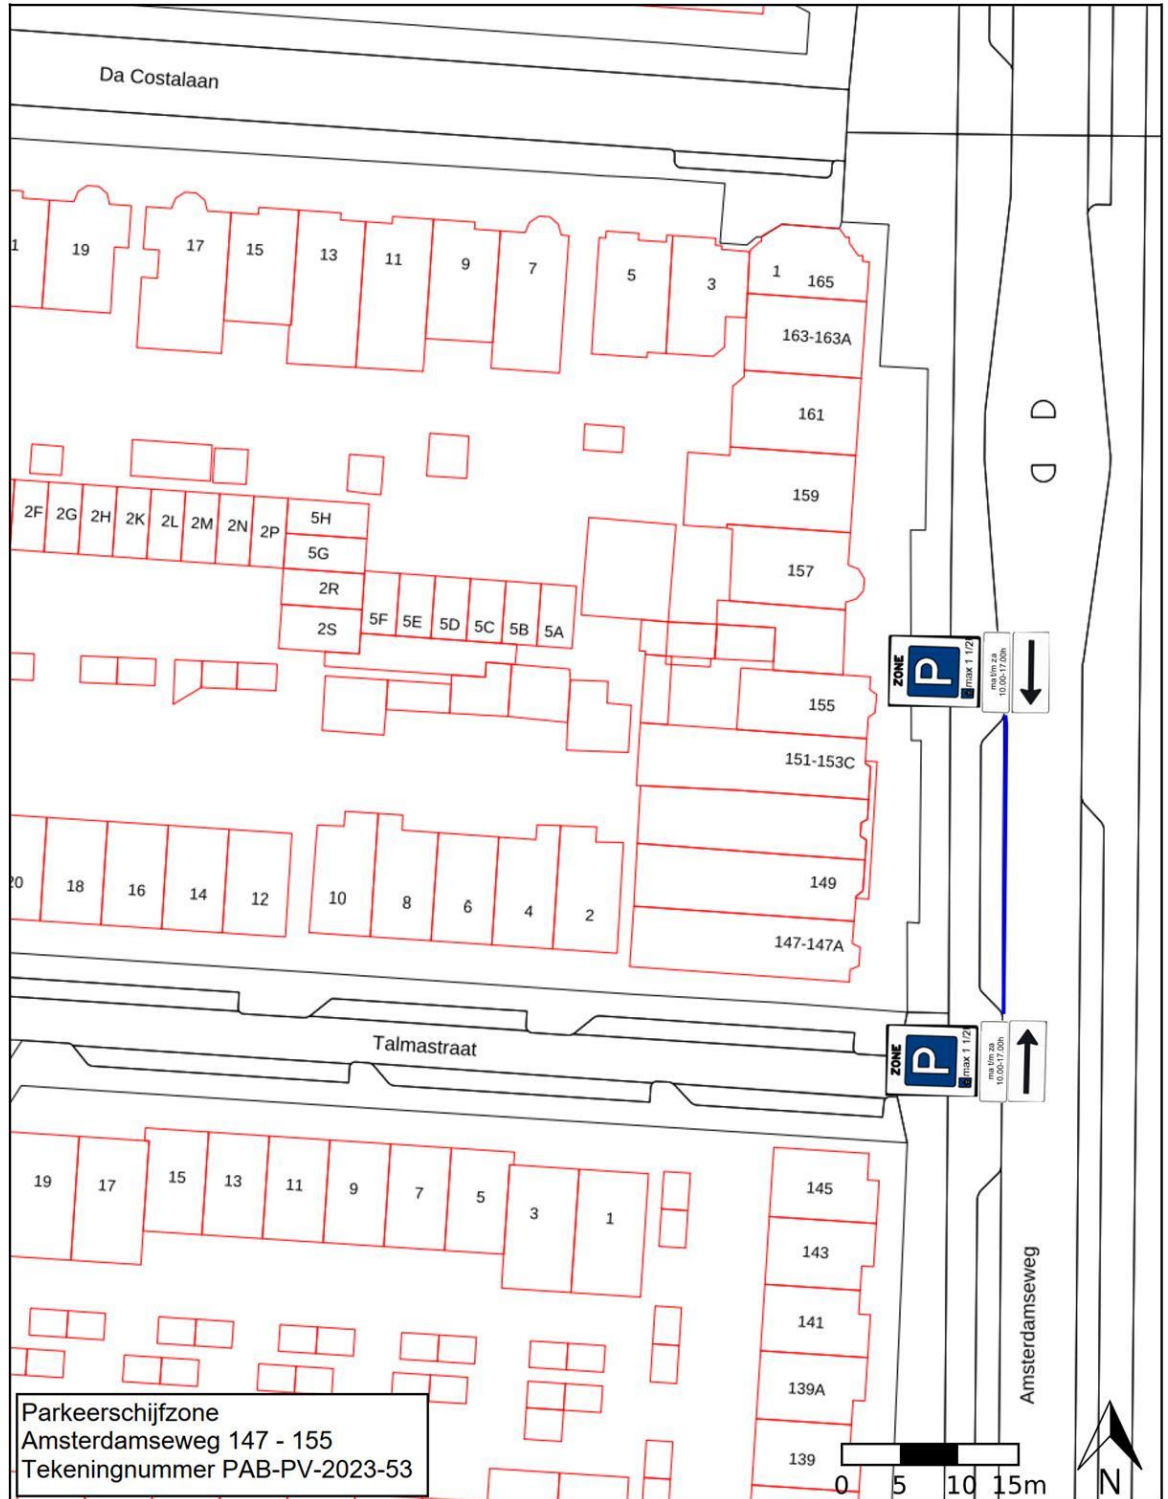 Da Costalaan
1
19
17
15
13
11
9
7
5
3
1
165
163-163A
161
159
157
2F
2G
2H
2K
2L
2M
2N
2P
5H
5G
2R
2S
5F
5E
5D
5C
5B
5A
ZONE
P
max 1 1/2
ma t/m za
10.00-17.00h
155
151-153C
149
147-147A
20
18
16
14
12
10
8
6
4
2
Talmastraat
ZONE
P
max 1 1/2
ma t/m za
10.00-17.00h
19
17
15
13
11
9
7
5
3
1
145
143
141
139A
139
Amsterdamseweg
Parkeerschijfzone
Amsterdamseweg 147 - 155
Tekeningnummer PAB-PV-2023-53
0 5 10 15m
N